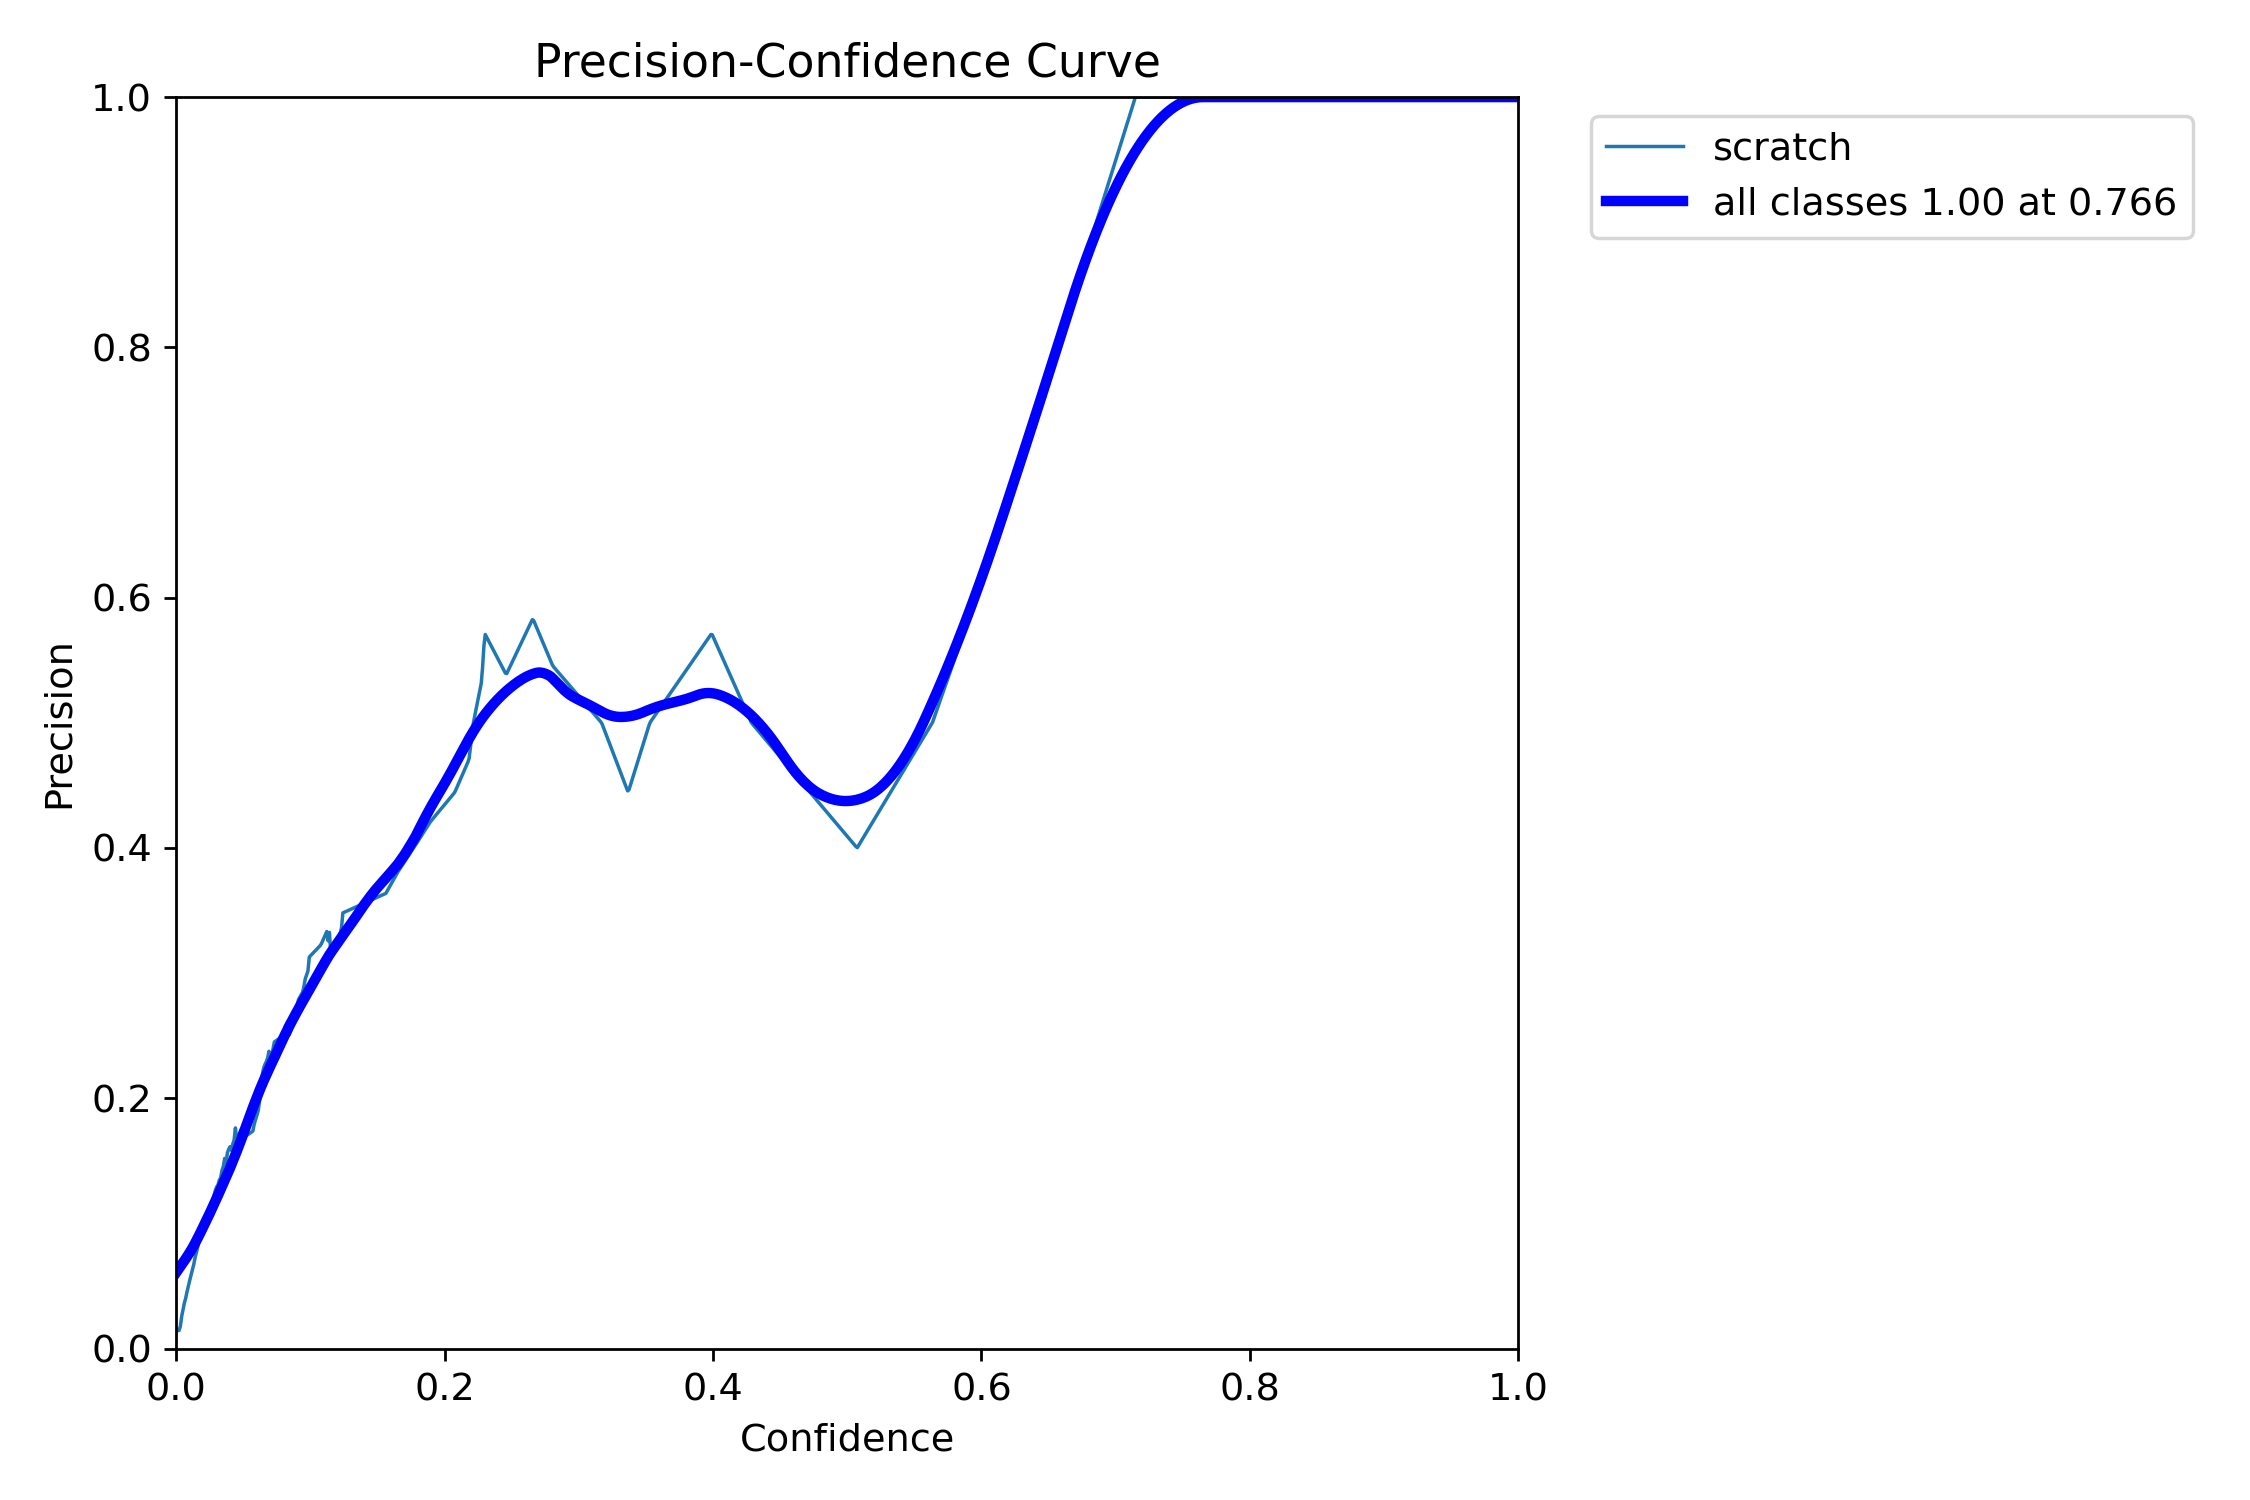 Precision-Confidence Curve
1.0
0.8
0.6
0.4
0.2
0.0
Precision
0.0 0.2 0.4 0.6 0.8 1.0
Confidence
scratch
all classes 1.00 at 0.766